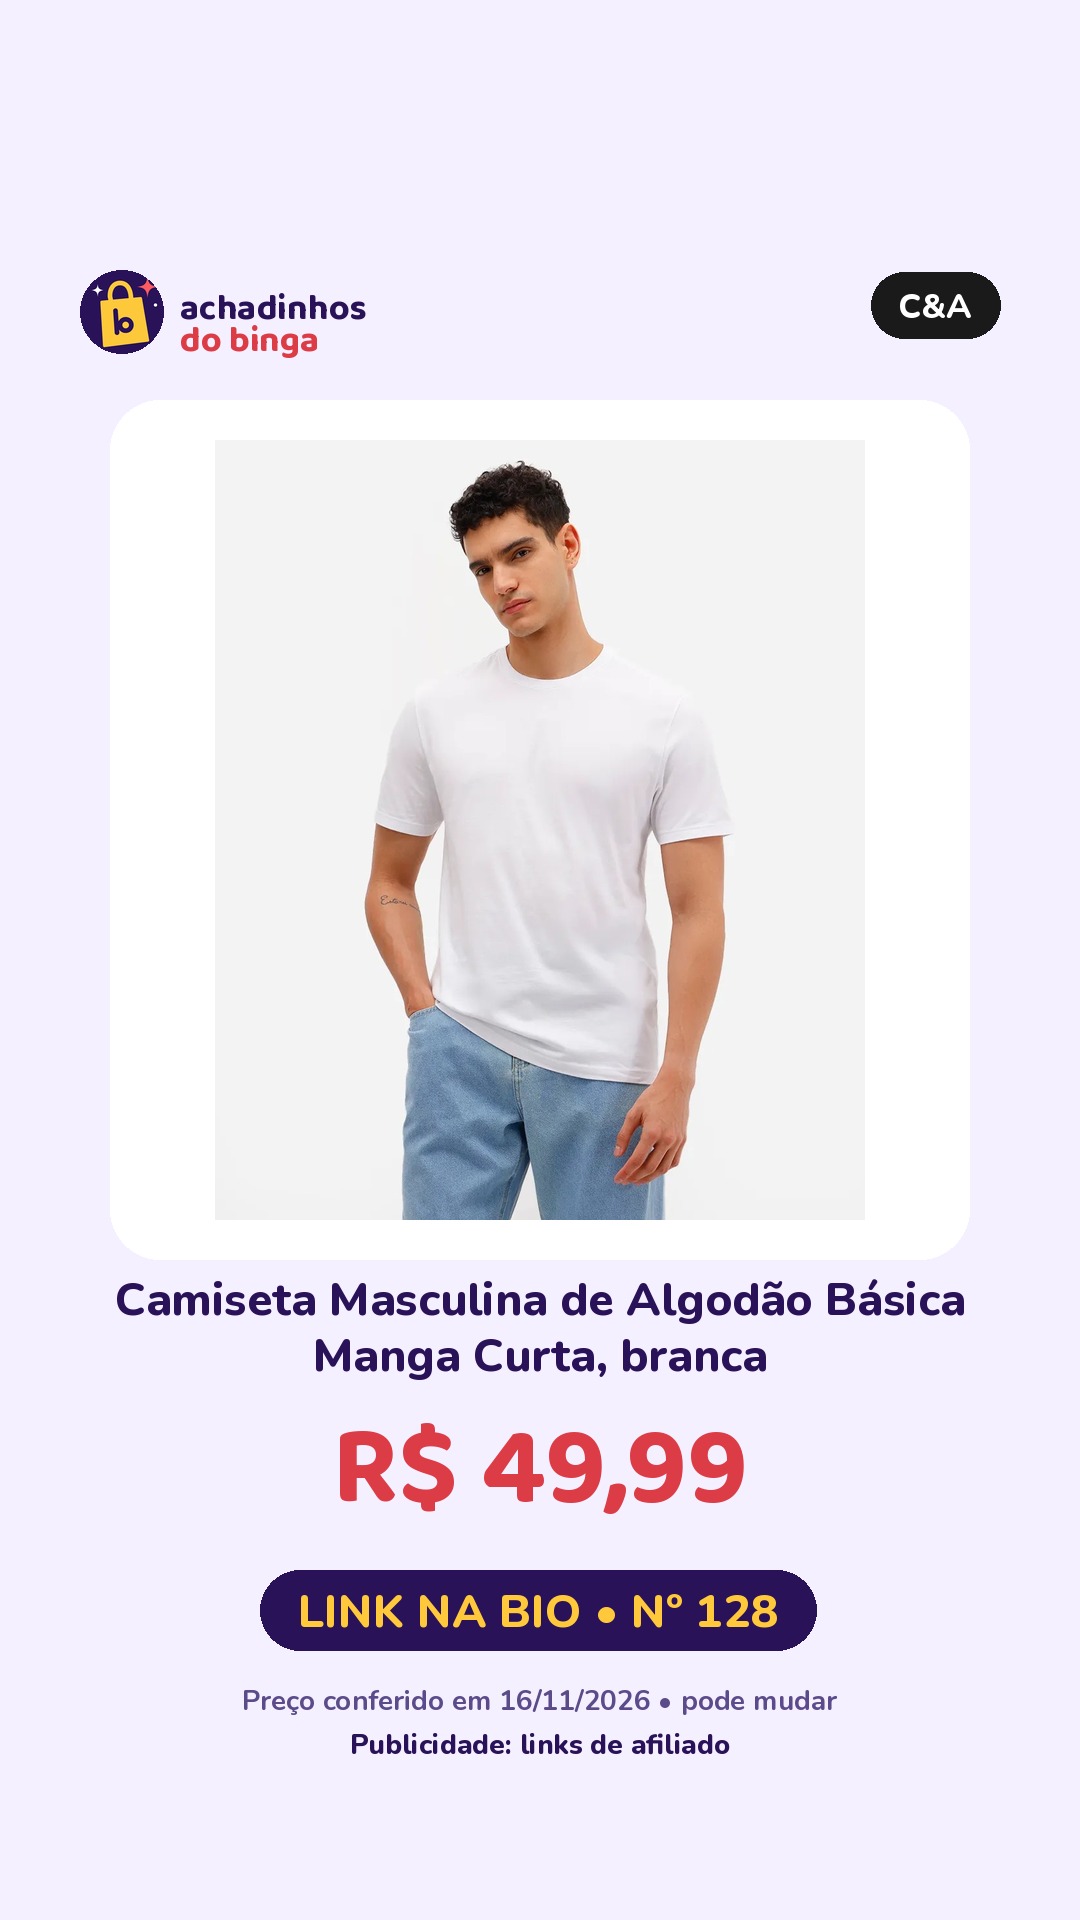 b
achadinhos
do binga
C&A
Camiseta Masculina de Algodão Básica
Manga Curta, branca
R$ 49,99
LINK NA BIO • Nº 128
Preço conferido em 16/11/2026 • pode mudar
Publicidade: links de afiliado